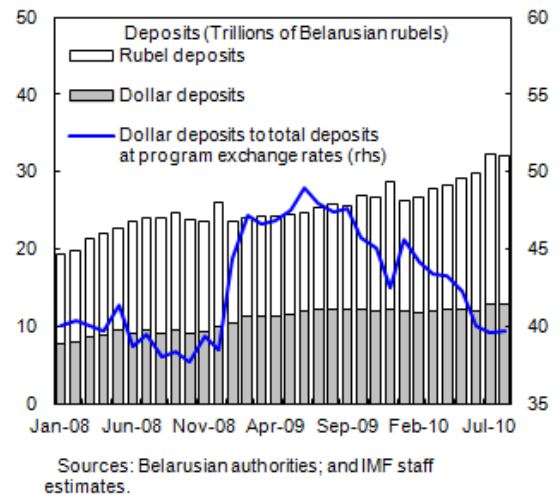 50
60
Deposits (Trillions of Belarusian rubels)
Rubel deposits
40
55
Dollar deposits
Dollar deposits to total deposits
at program exchange rates (rhs)
30
50
20
45
10
40
0
35
Jan-08 Jun-08 Nov-08 Apr-09 Sep-09 Feb-10 Jul-10
Sources: Belarusian authorities; and IMF staff
estimates.